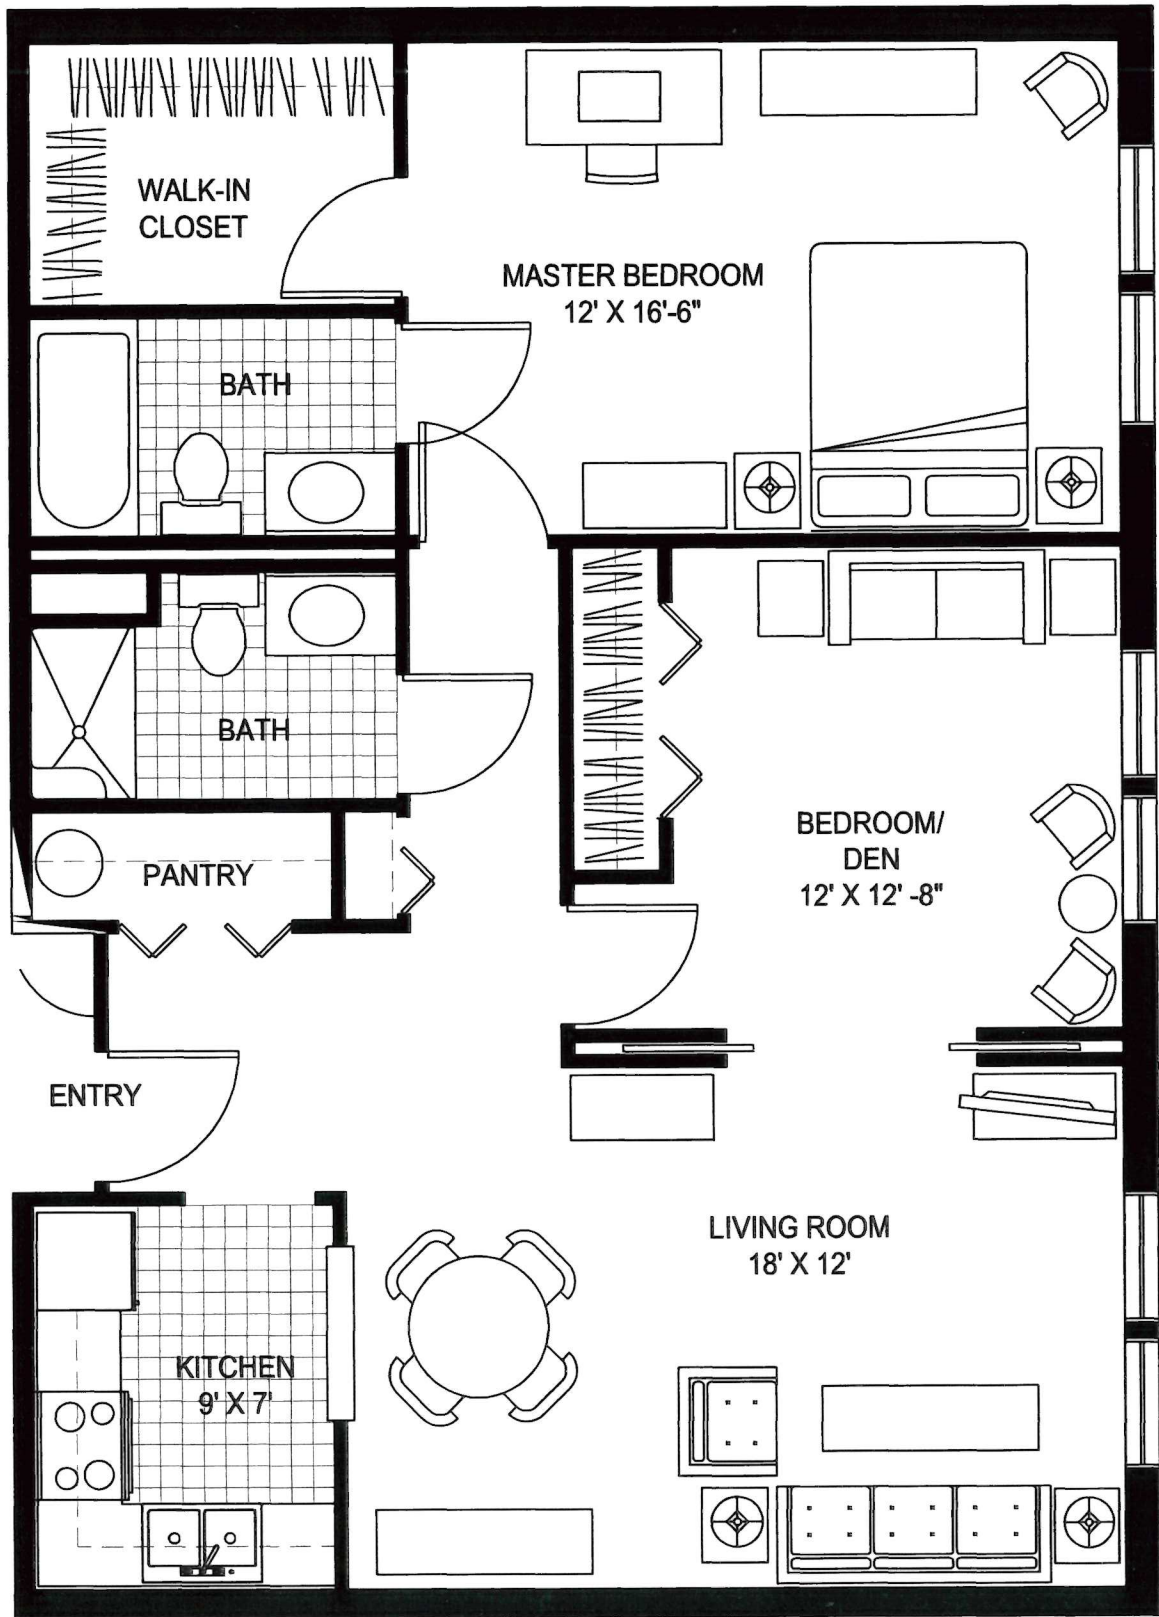 WALK-IN
CLOSET
MASTER BEDROOM
12' X 16'-6"
BATH
BATH
PANTRY
BEDROOM/
DEN
12' X 12' -8"
ENTRY
LIVING ROOM
18' X 12'
KITCHEN
9' X 7'